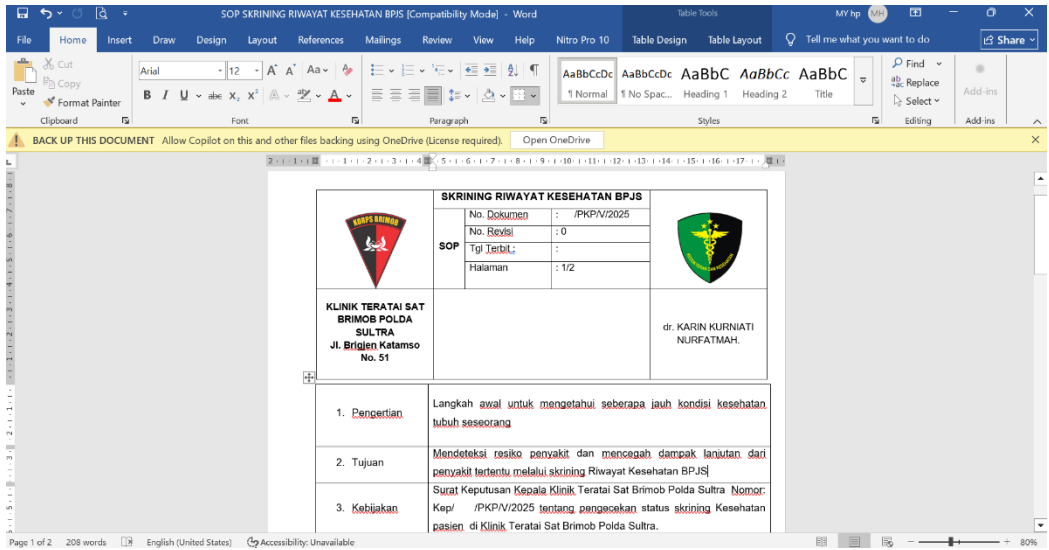 SOP SKRINING RIWAYAT KESEHATAN BPJS [Compatibility Mode] - Word
Table Tools
MY hp
MH
File Home Insert Draw Design Layout References Mailings Review View Help Nitro Pro 10 Table Design Table Layout Tell me what you want to do Share
Paste
Cut
Copy
Format Painter
Clipboard
Arial 12
Font
Paragraph
AaBbCcDc AaBbCcDc AaBbC AaBbCc AaBbC
¶ Normal ¶ No Spac... Heading 1 Heading 2 Title
Styles
Find
Replace
Select
Editing
Add-ins
Add-ins
BACK UP THIS DOCUMENT Allow Copilot on this and other files backing using OneDrive (License required). Open OneDrive
SKRINING RIWAYAT KESEHATAN BPJS
KORPS BRIMOB
SOP
No. Dokumen : /PKP/V/2025
No. Revisi : 0
Tgl Terbit : :
Halaman : 1/2
KLINIK TERATAI SAT
BRIMOB POLDA
SULTRA
Jl. Brigjen Katamso
No. 51
dr. KARIN KURNIATI
NURFATMAH.
1. Pengertian
Langkah awal untuk mengetahui seberapa jauh kondisi kesehatan
tubuh seseorang
2. Tujuan
Mendeteksi resiko penyakit dan mencegah dampak lanjutan dari
penyakit tertentu melalui skrining Riwayat Kesehatan BPJS
3. Kebijakan
Surat Keputusan Kepala Klinik Teratai Sat Brimob Polda Sultra Nomor:
Kep/ /PKP/V/2025 tentang pengecekan status skrining Kesehatan
pasien di Klinik Teratai Sat Brimob Polda Sultra.
Page 1 of 2 208 words English (United States) Accessibility: Unavailable 80%